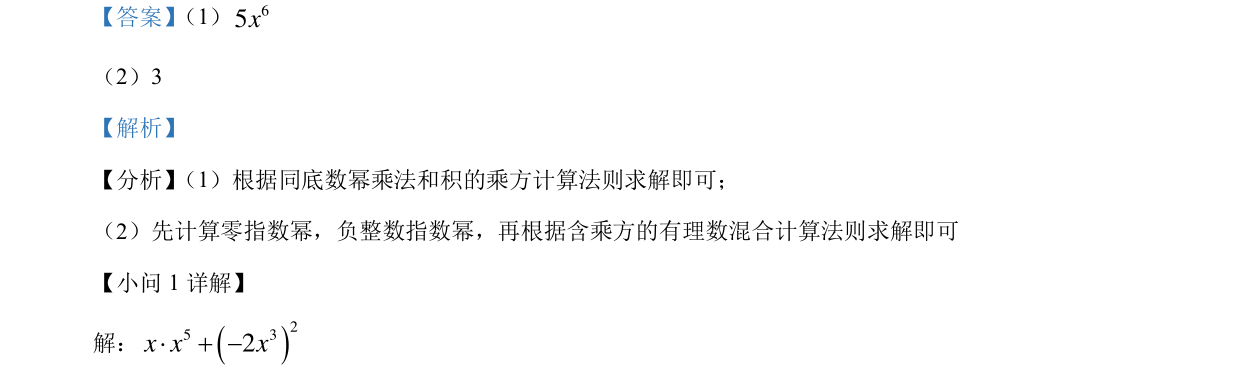 【答案】（1）5x⁶
（2）3
【解析】
【分析】（1）根据同底数幂乘法和积的乘方计算法则求解即可；
（2）先计算零指数幂，负整数指数幂，再根据含乘方的有理数混合计算法则求解即可
【小问 1 详解】
解：x·x⁵+(−2x³)²